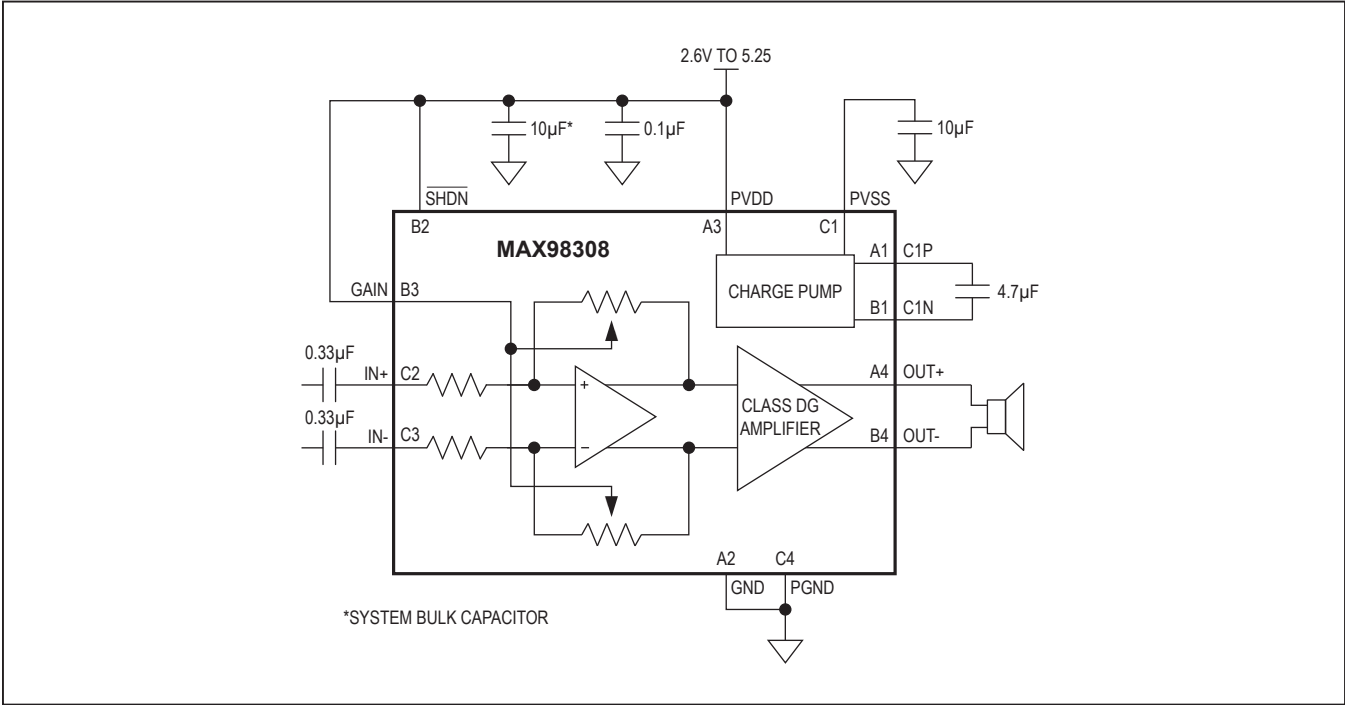 2.6V TO 5.25
10µF*
0.1µF
10µF
SHDN
PVDD
PVSS
B2
A3
C1
MAX98308
A1
C1P
CHARGE PUMP
4.7µF
GAIN
B3
B1
C1N
0.33µF
IN+
C2
+
A4
OUT+
CLASS DG
AMPLIFIER
0.33µF
IN-
C3
−
B4
OUT-
A2
C4
GND
PGND
*SYSTEM BULK CAPACITOR